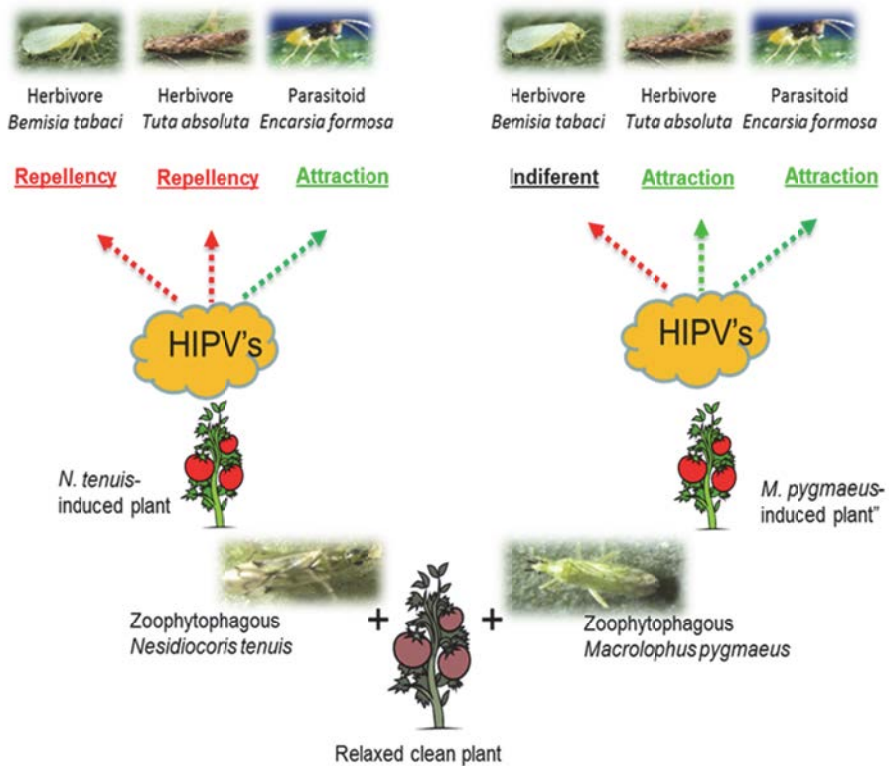 Herbivore
Bemisia tabaci
Herbivore
Tuta absoluta
Parasitoid
Encarsia formosa
Repellency
Repellency
Attraction
HIPV's
N. tenuis-
induced plant
Herbivore
Bemisia tabaci
Herbivore
Tuta absoluta
Parasitoid
Encarsia formosa
Indiferent
Attraction
Attraction
HIPV's
M. pygmaeus-
induced plant"
Zoophytophagous
Nesidiocoris tenuis
+
+
Zoophytophagous
Macrolophus pygmaeus
Relaxed clean plant